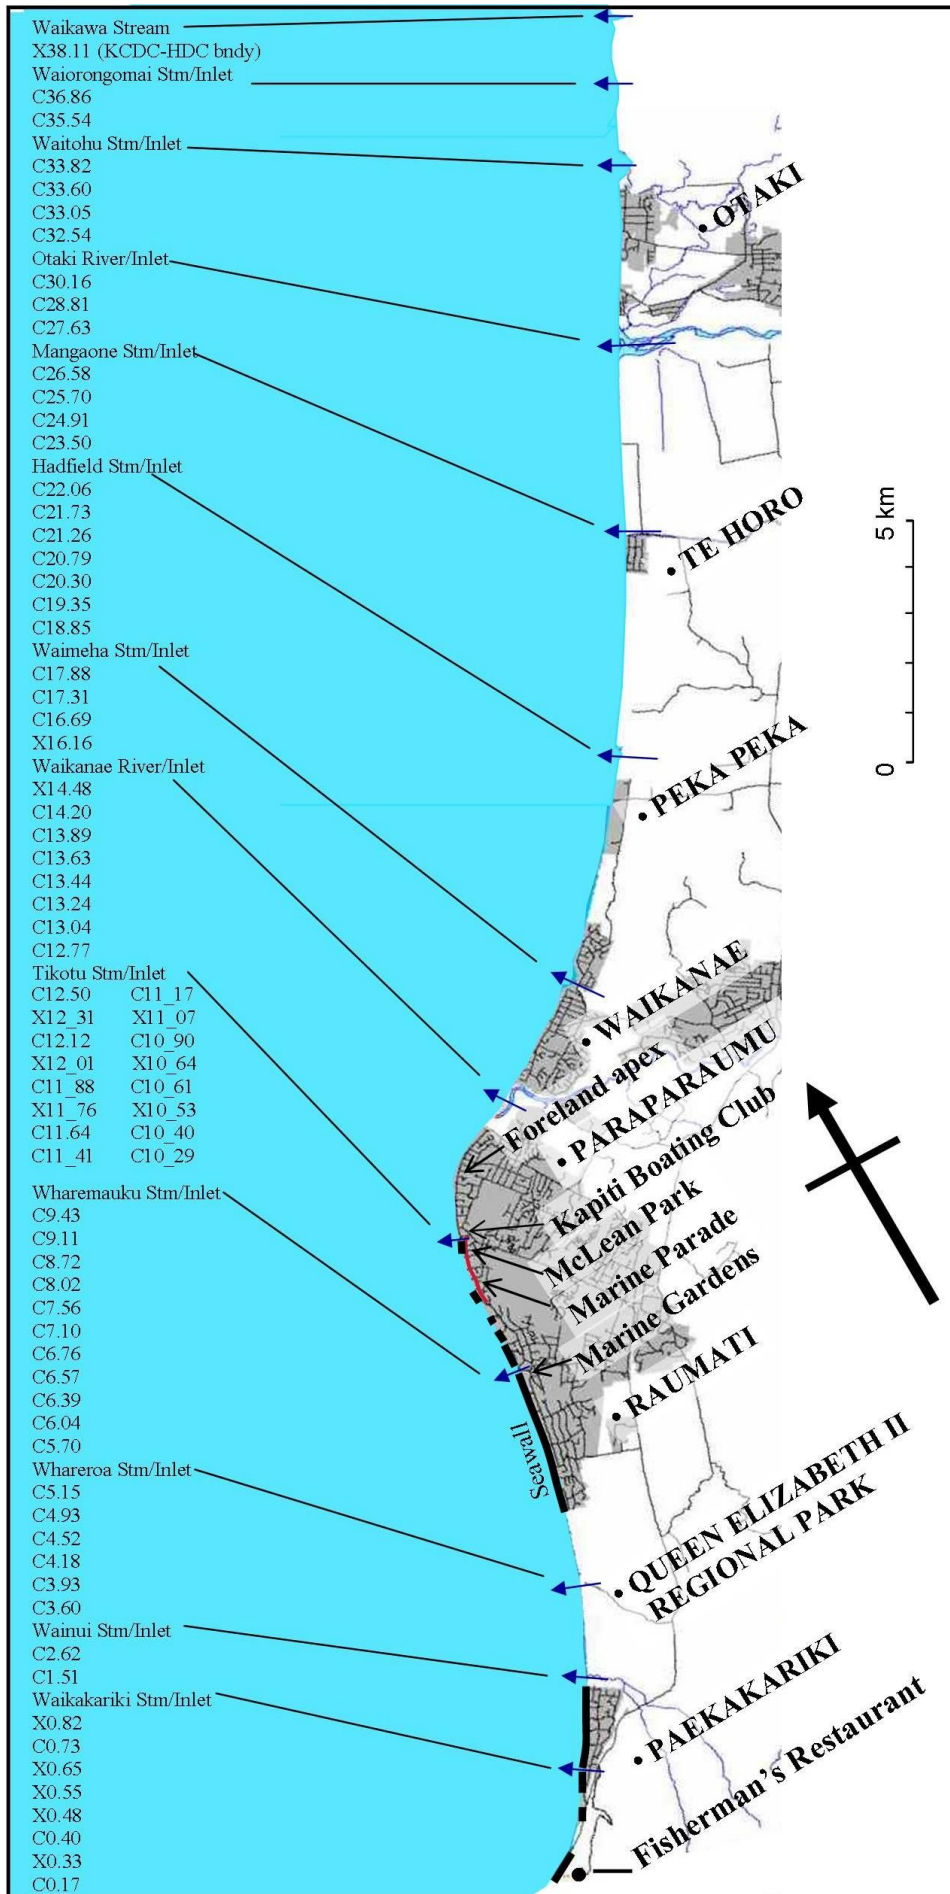 Waikawa Stream
X38.11 (KCDC-HDC bndy)
Waiorongomai Stm/Inlet
C36.86
C35.54
Waitohu Stm/Inlet
C33.82
C33.60
C33.05
C32.54
Otaki River/Inlet
C30.16
C28.81
C27.63
Mangaone Stm/Inlet
C26.58
C25.70
C24.91
C23.50
Hadfield Stm/Inlet
C22.06
C21.73
C21.26
C20.79
C20.30
C19.35
C18.85
Waimeha Stm/Inlet
C17.88
C17.31
C16.69
X16.16
Waikanae River/Inlet
X14.48
C14.20
C13.89
C13.63
C13.44
C13.24
C13.04
C12.77
Tikotu Stm/Inlet
C12.50 C11_17
X12_31 X11_07
C12.12 C10_90
X12_01 X10_64
C11_88 C10_61
X11_76 X10_53
C11.64 C10_40
C11_41 C10_29
Wharemauku Stm/Inlet
C9.43
C9.11
C8.72
C8.02
C7.56
C7.10
C6.76
C6.57
C6.39
C6.04
C5.70
Whareroa Stm/Inlet
C5.15
C4.93
C4.52
C4.18
C3.93
C3.60
Wainui Stm/Inlet
C2.62
C1.51
Waikakariki Stm/Inlet
X0.82
C0.73
X0.65
X0.55
X0.48
C0.40
X0.33
C0.17
OTAKI
TE HORO
5 km
0
PEKA PEKA
WAIKANAE
Foreland apex
PARAPARAUMU
Kapiti Boating Club
McLean Park
Marine Parade
Marine Gardens
RAUMATI
Seawall
QUEEN ELIZABETH II
REGIONAL PARK
PAEKAKARIKI
Fisherman's Restaurant